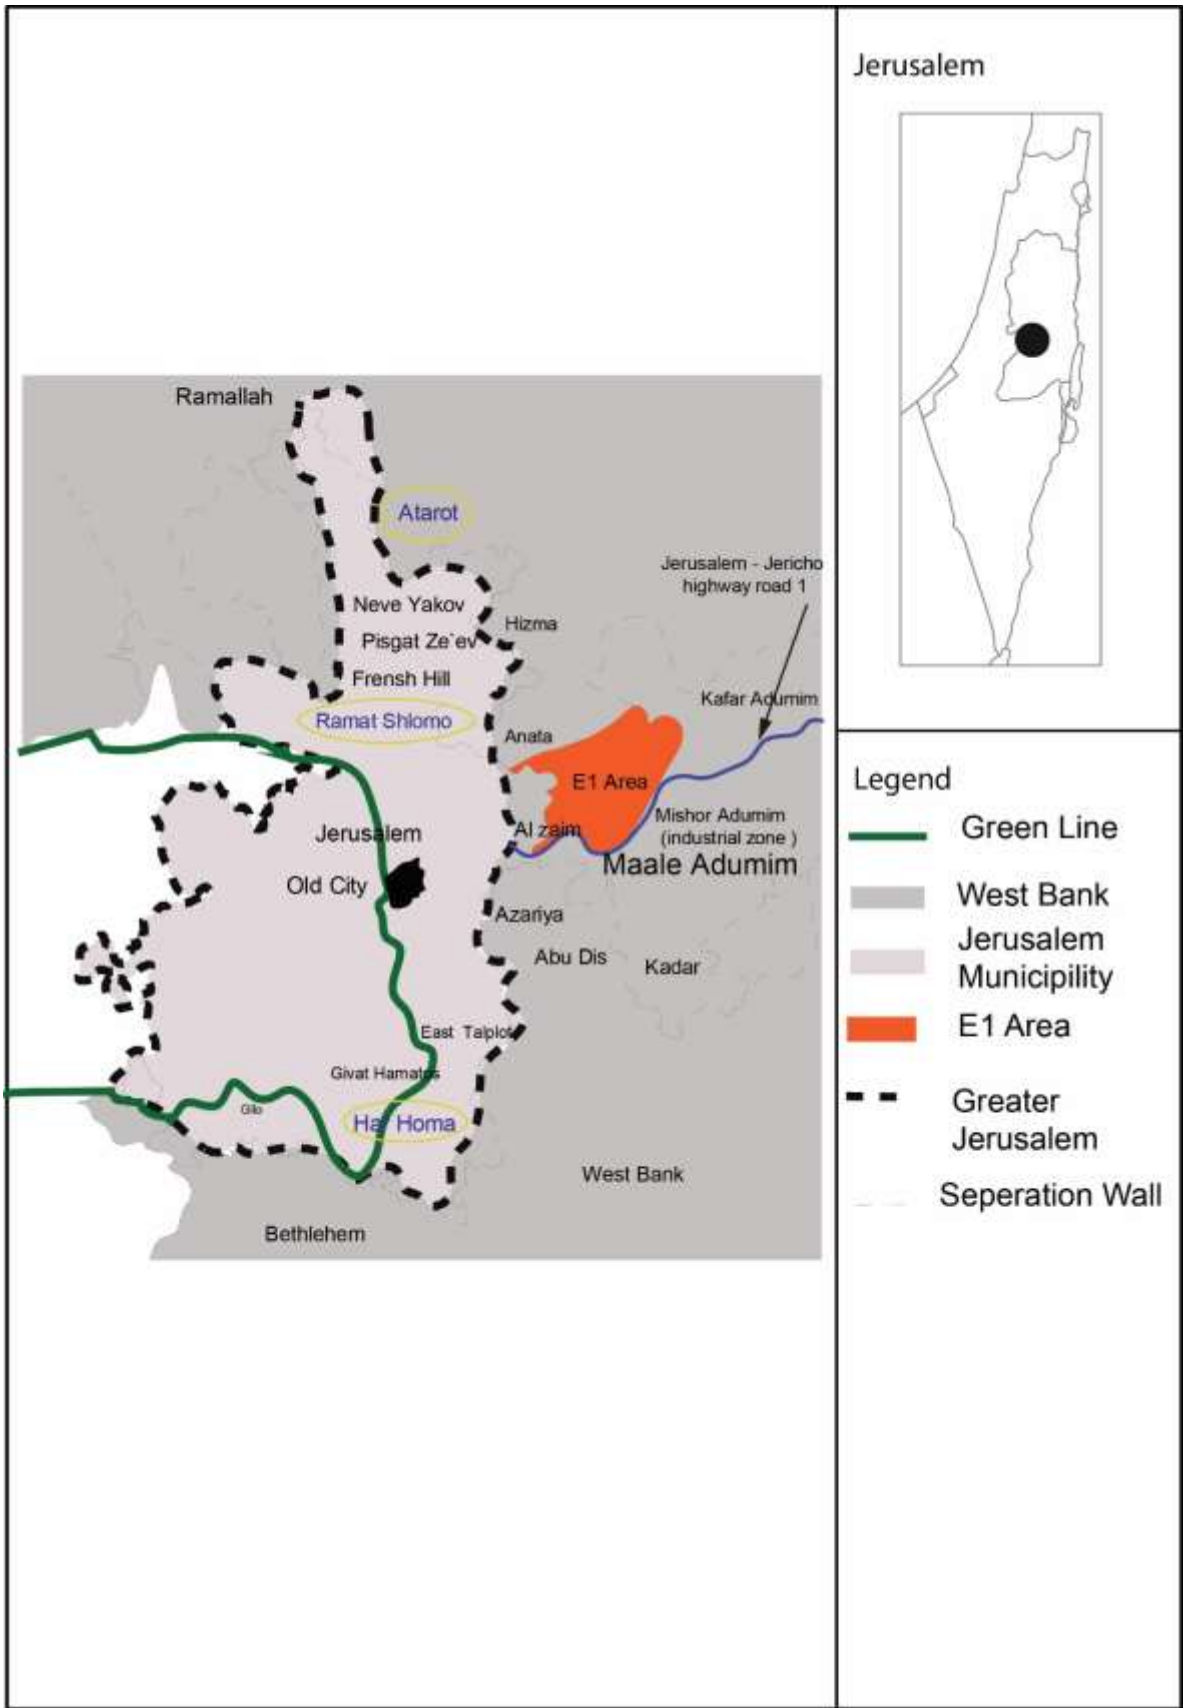 Jerusalem
Ramallah
Atarot
Jerusalem - Jericho
highway road 1
Neve Yakov
Hizma
Pisgat Ze`ev
Frensh Hill
Kafar Adumim
Ramat Shlomo
Anata
E1 Area
Mishor Adumim
(industrial zone )
Al zaim
Jerusalem
Maale Adumim
Old City
Azariya
Abu Dis
Kadar
East Talpiot
Givat Hamatos
Gilo
Har Homa
West Bank
Bethlehem
Legend
Green Line
West Bank
Jerusalem
Municipility
E1 Area
Greater
Jerusalem
Seperation Wall